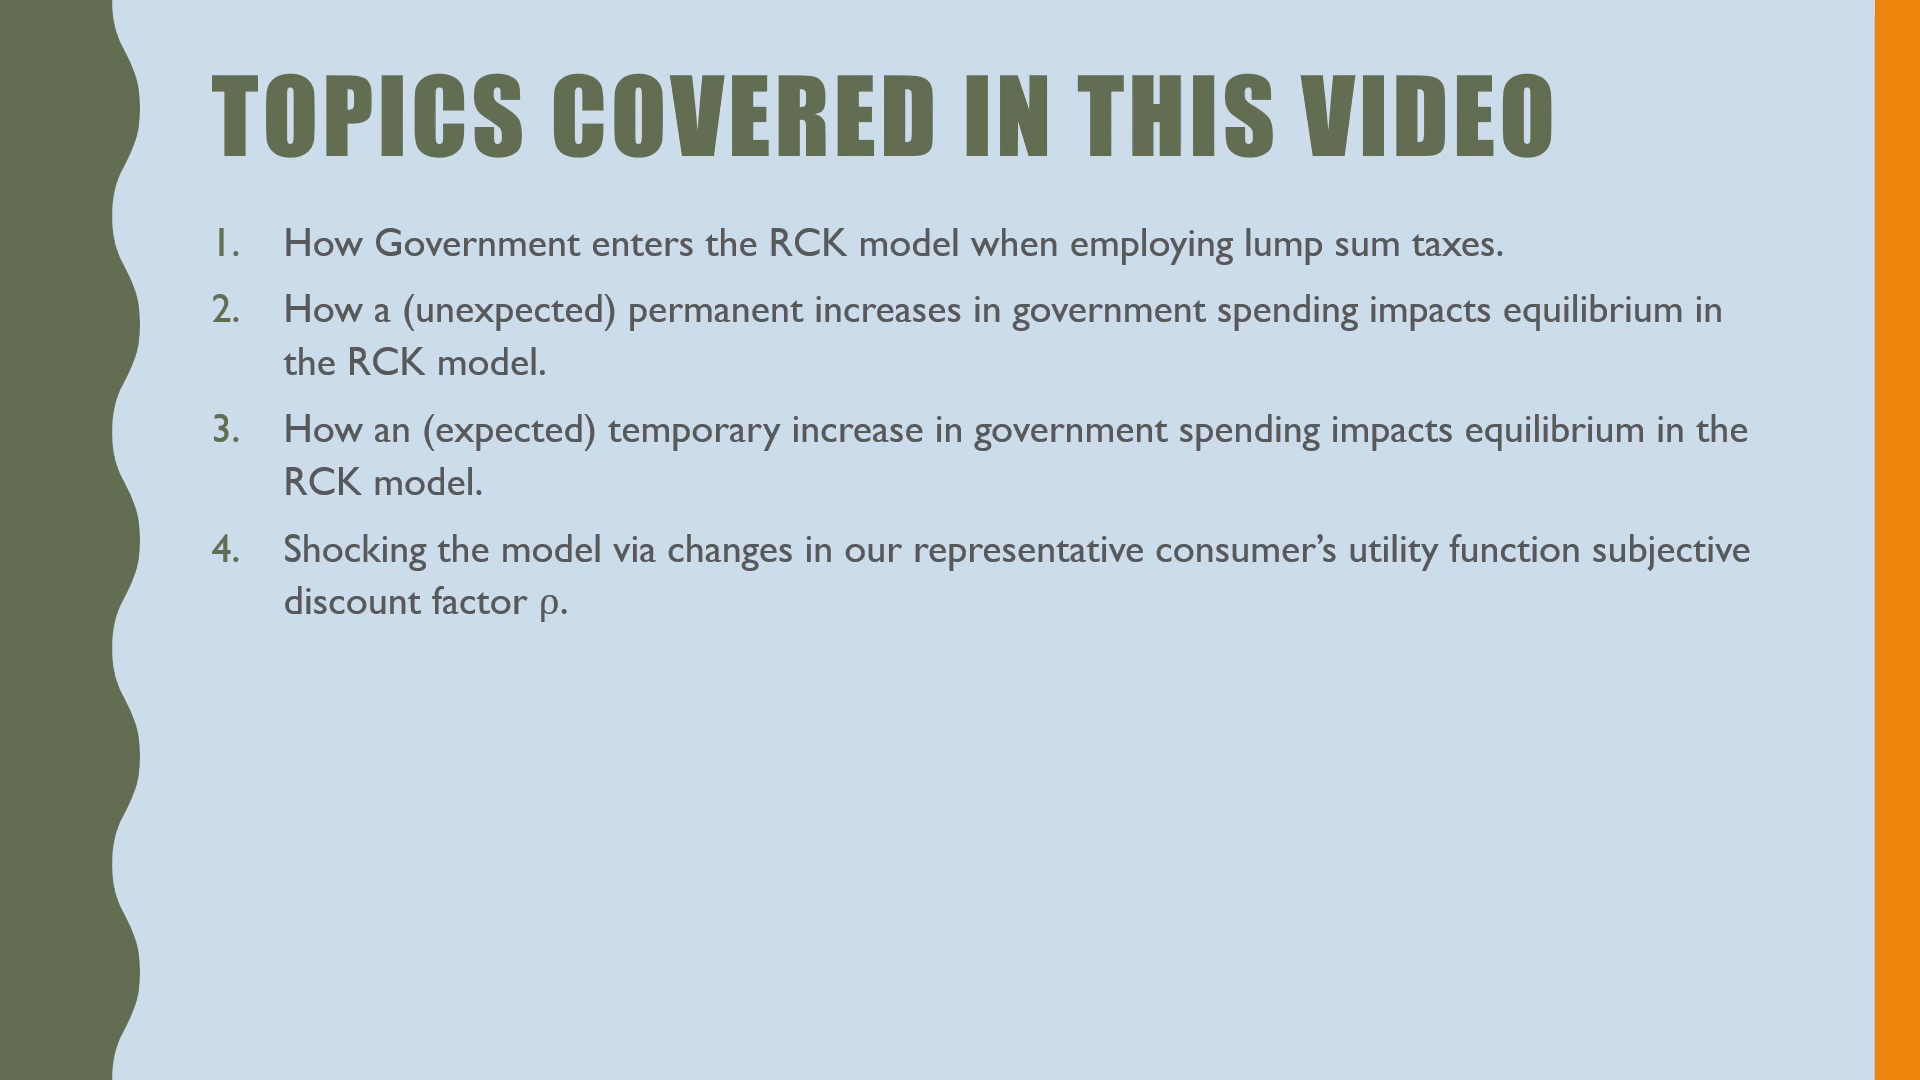 TOPICS COVERED IN THIS VIDEO
1. How Government enters the RCK model when employing lump sum taxes.
2. How a (unexpected) permanent increases in government spending impacts equilibrium in
the RCK model.
3. How an (expected) temporary increase in government spending impacts equilibrium in the
RCK model.
4. Shocking the model via changes in our representative consumer’s utility function subjective
discount factor ρ.